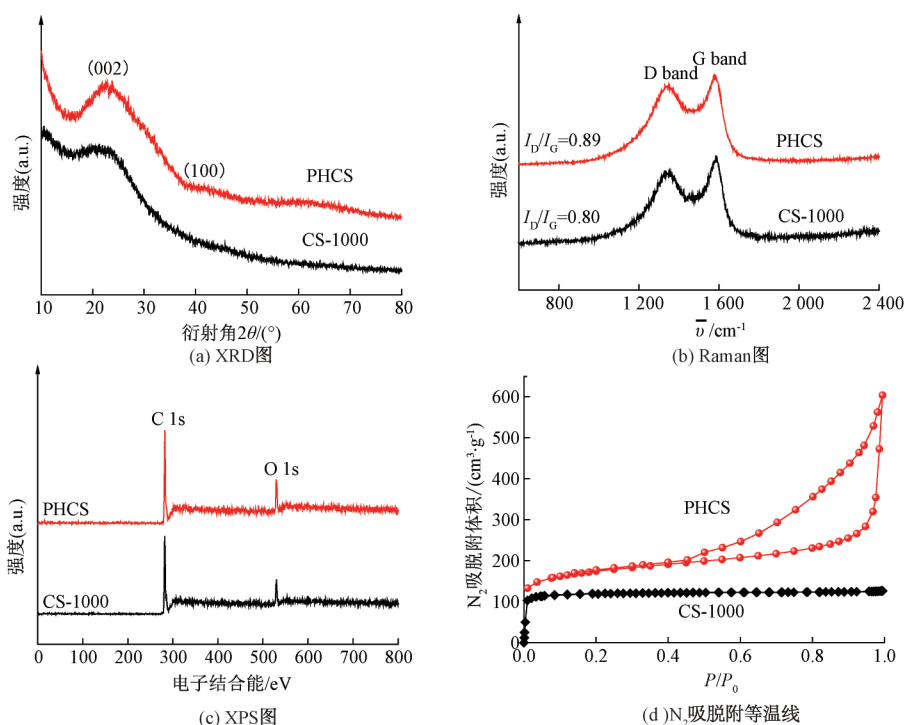 (002)
(100)
PHCS
CS-1000
强度(a.u.)
10 20 30 40 50 60 70 80
衍射角2θ/(°)
(a) XRD图
G band
D band
I_D/I_G=0.89
PHCS
I_D/I_G=0.80
CS-1000
强度(a.u.)
800 1 200 1 600 2 000 2 400
ῡ/cm⁻¹
(b) Raman图
C 1s
O 1s
PHCS
CS-1000
强度(a.u.)
0 100 200 300 400 500 600 700 800
电子结合能/eV
(c) XPS图
600
500
400
300
200
100
0
N₂吸脱附体积/(cm³·g⁻¹)
PHCS
CS-1000
0.0 0.2 0.4 0.6 0.8 1.0
P/P₀
(d )N₂吸脱附等温线